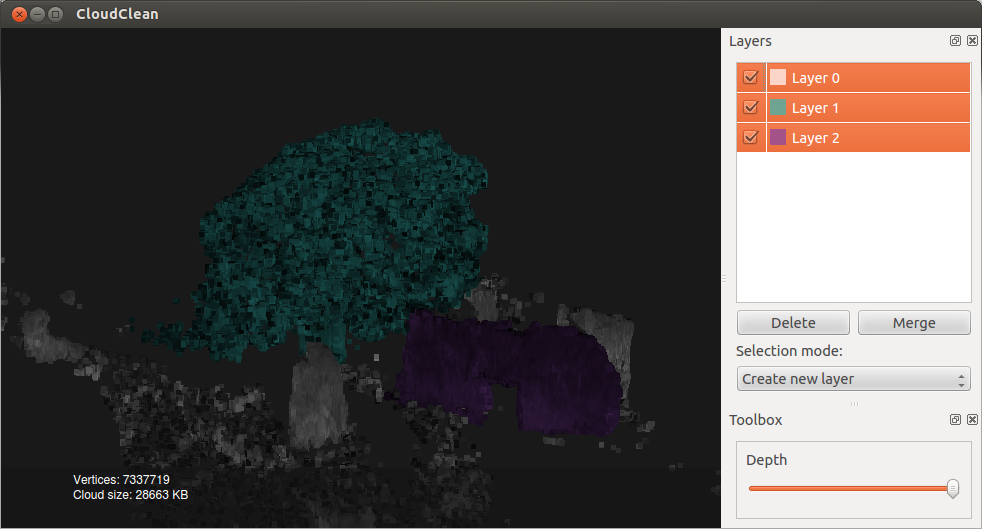 CloudClean
Layers
Layer 0
Layer 1
Layer 2
Delete
Merge
Selection mode:
Create new layer
Toolbox
Depth
Vertices: 7337719
Cloud size: 28663 KB